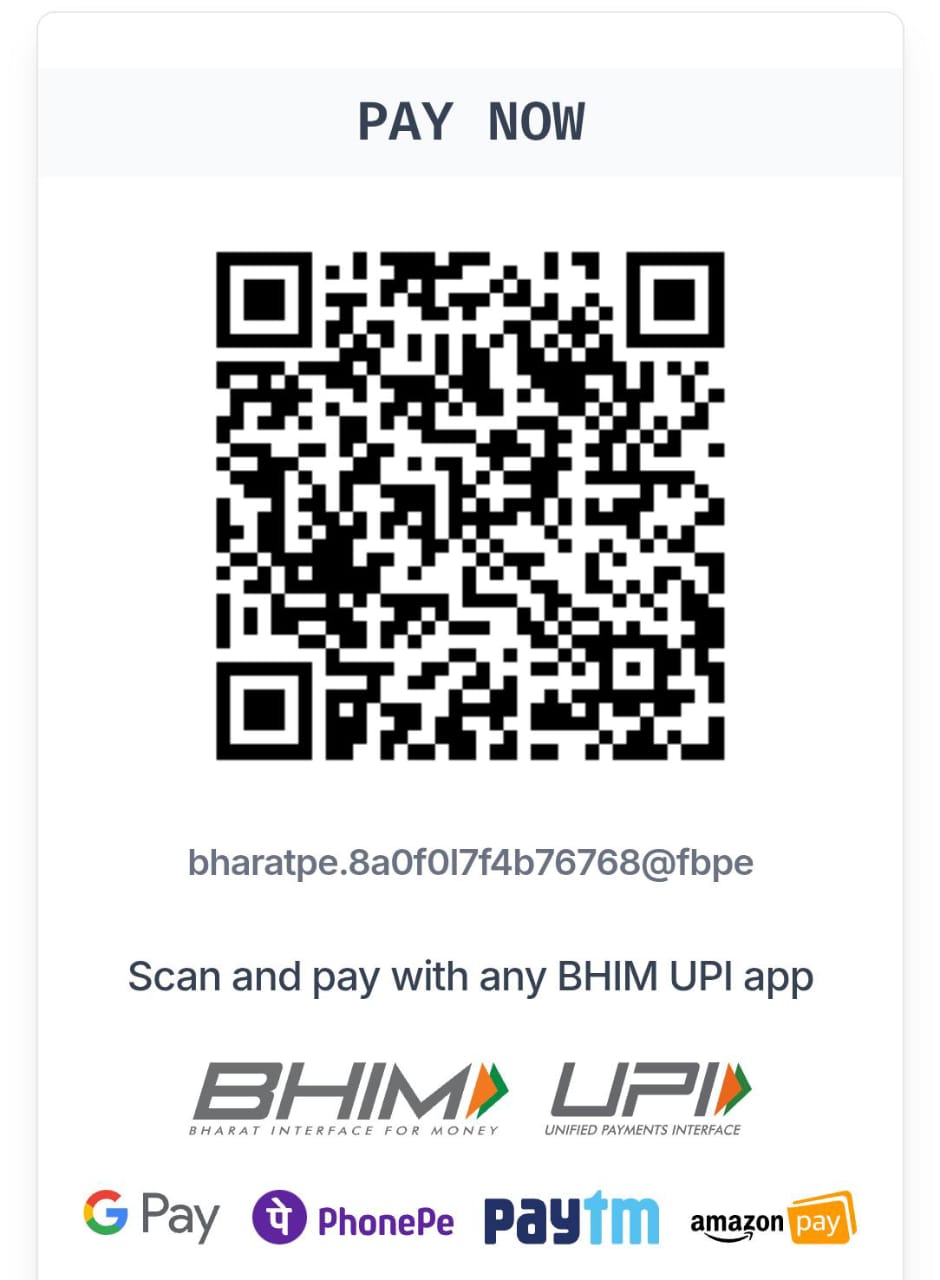 PAY NOW
bharatpe.8a0f0l7f4b76768@fbpe
Scan and pay with any BHIM UPI app
BHIM UPI
BHARAT INTERFACE FOR MONEY UNIFIED PAYMENTS INTERFACE
G Pay पे PhonePe paytm amazon pay